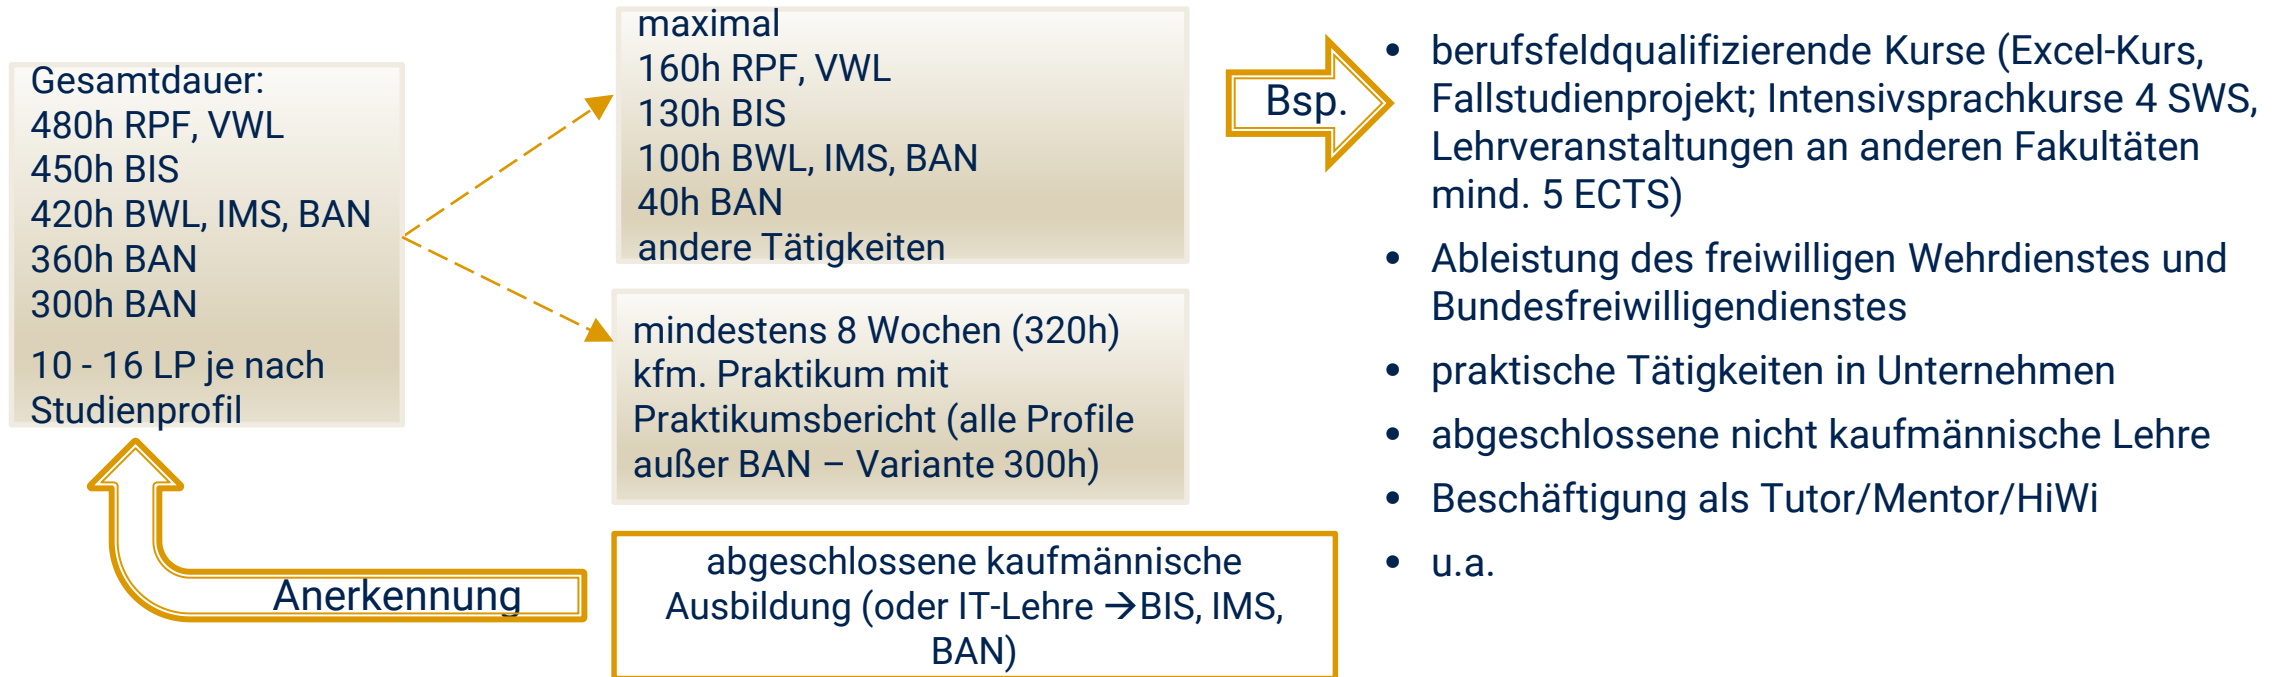 Gesamtdauer:
480h RPF, VWL
450h BIS
420h BWL, IMS, BAN
360h BAN
300h BAN
10 - 16 LP je nach
Studienprofil
maximal
160h RPF, VWL
130h BIS
100h BWL, IMS, BAN
40h BAN
andere Tätigkeiten
mindestens 8 Wochen (320h)
kfm. Praktikum mit
Praktikumsbericht (alle Profile
außer BAN – Variante 300h)
Anerkennung
abgeschlossene kaufmännische
Ausbildung (oder IT-Lehre →BIS, IMS,
BAN)
Bsp.
• berufsfeldqualifizierende Kurse (Excel-Kurs,
Fallstudienprojekt; Intensivsprachkurse 4 SWS,
Lehrveranstaltungen an anderen Fakultäten
mind. 5 ECTS)
• Ableistung des freiwilligen Wehrdienstes und
Bundesfreiwilligendienstes
• praktische Tätigkeiten in Unternehmen
• abgeschlossene nicht kaufmännische Lehre
• Beschäftigung als Tutor/Mentor/HiWi
• u.a.